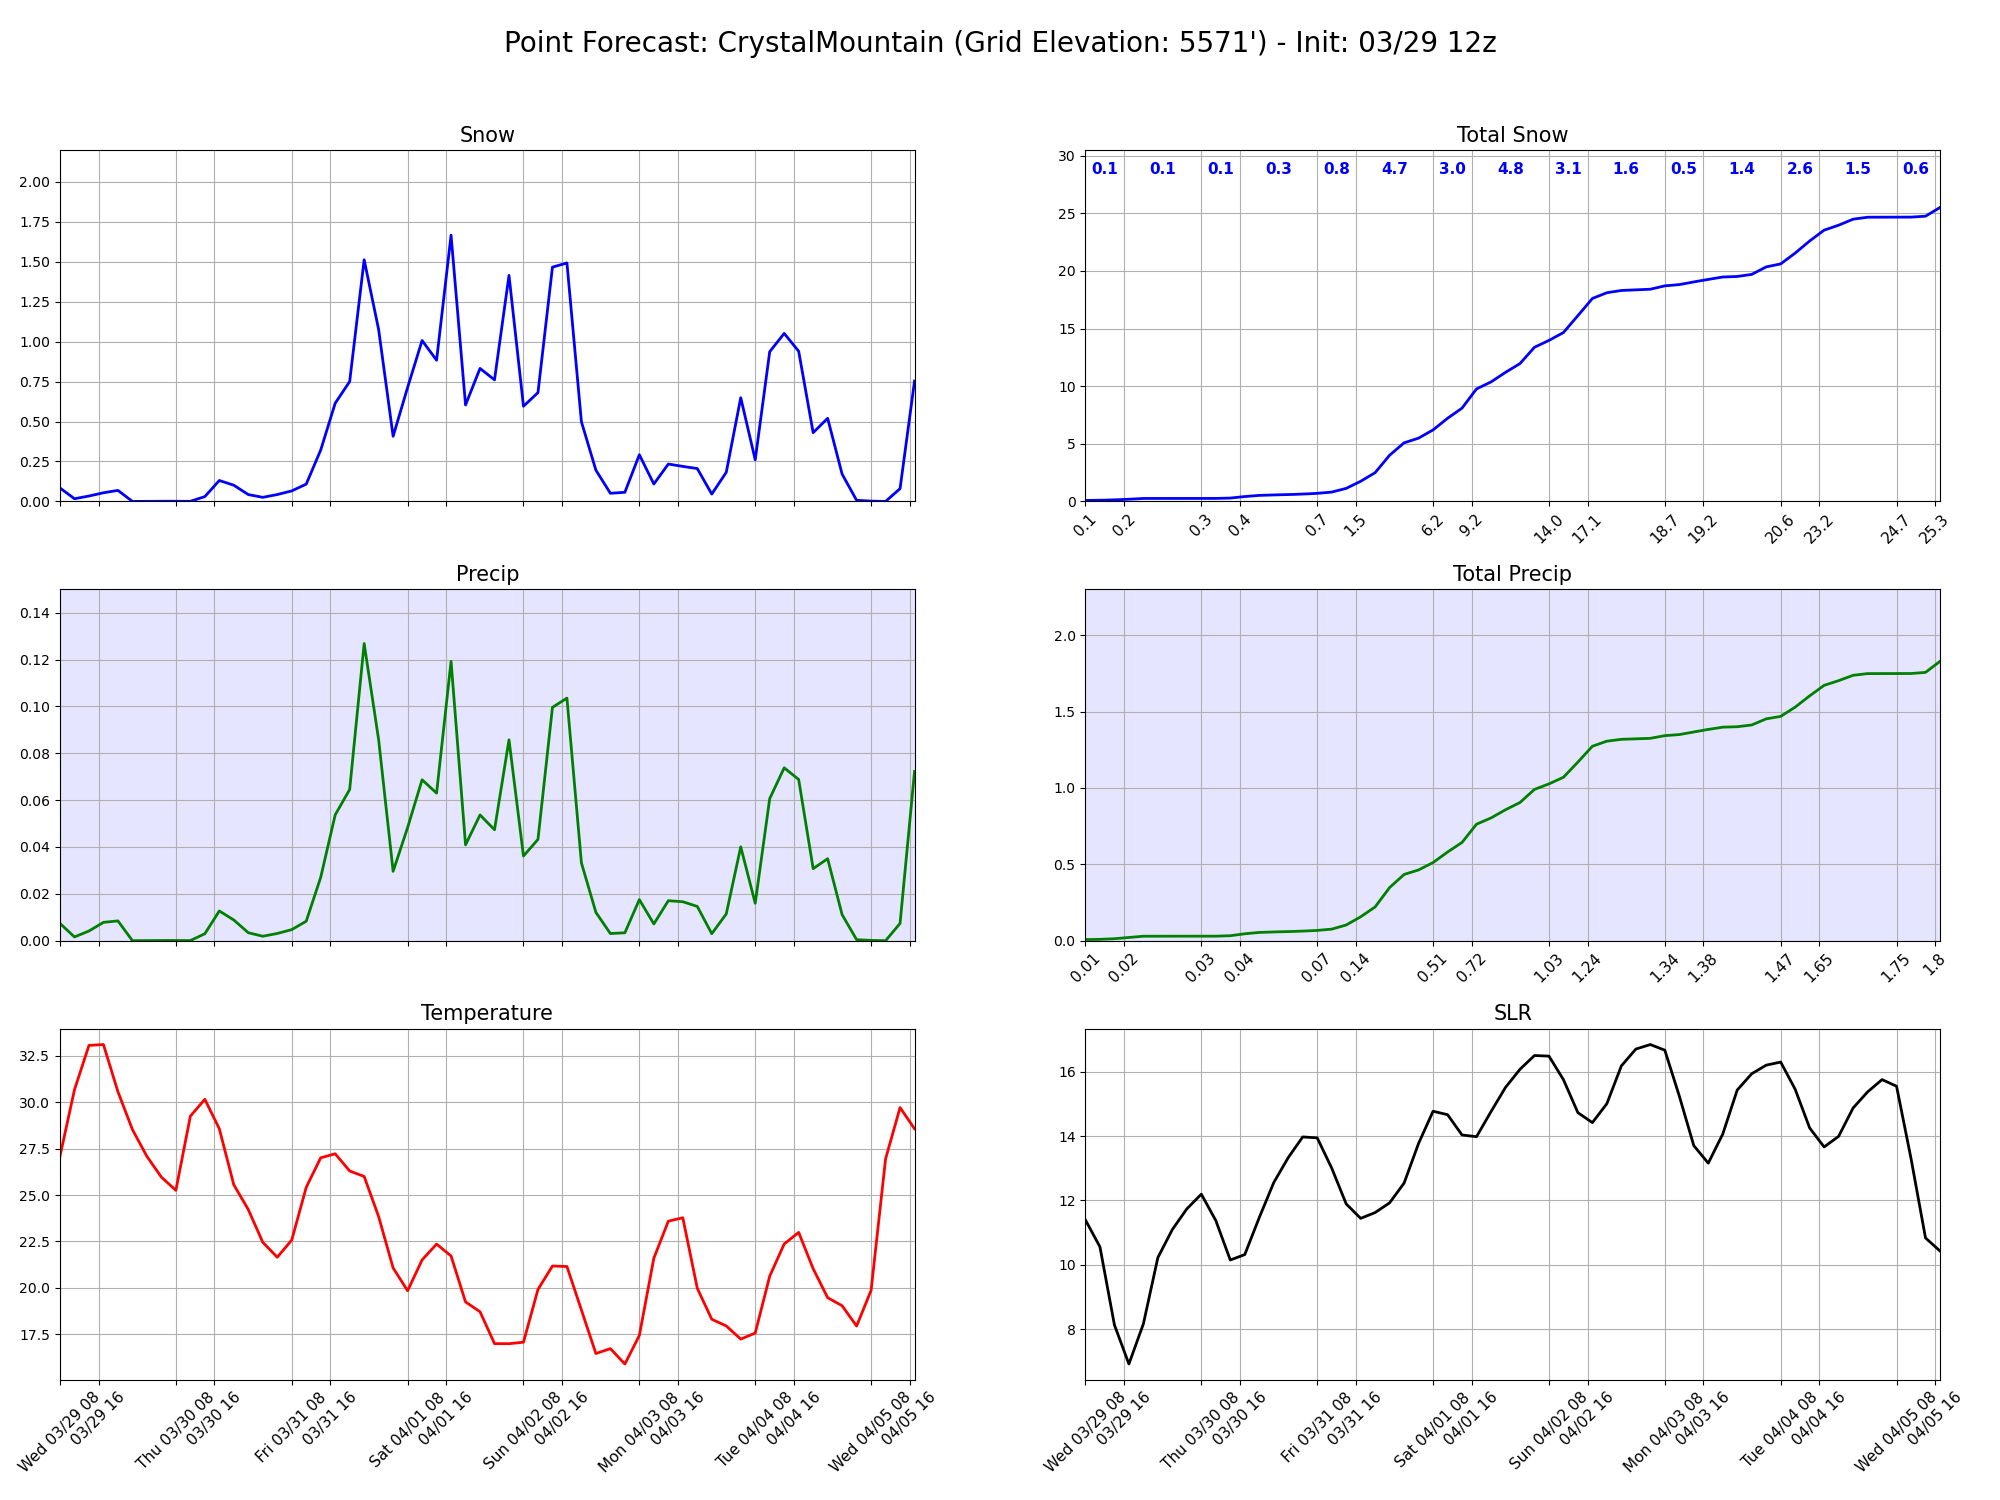 Point Forecast: CrystalMountain (Grid Elevation: 5571') - Init: 03/29 12z
Snow
2.00
1.75
1.50
1.25
1.00
0.75
0.50
0.25
0.00
Total Snow
30
25
20
15
10
5
0
0.1 0.1 0.1 0.3 0.8 4.7 3.0 4.8 3.1 1.6 0.5 1.4 2.6 1.5 0.6
0.1 0.2 0.3 0.4 0.7 1.5 6.2 9.2 14.0 17.1 18.7 19.2 20.6 23.2 24.7 25.3
Precip
0.14
0.12
0.10
0.08
0.06
0.04
0.02
0.00
Total Precip
2.0
1.5
1.0
0.5
0.0
0.01 0.02 0.03 0.04 0.07 0.14 0.51 0.72 1.03 1.24 1.34 1.38 1.47 1.65 1.75 1.8
Temperature
32.5
30.0
27.5
25.0
22.5
20.0
17.5
Wed 03/29 08
03/29 16
Thu 03/30 08
03/30 16
Fri 03/31 08
03/31 16
Sat 04/01 08
04/01 16
Sun 04/02 08
04/02 16
Mon 04/03 08
04/03 16
Tue 04/04 08
04/04 16
Wed 04/05 08
04/05 16
SLR
16
14
12
10
8
Wed 03/29 08
03/29 16
Thu 03/30 08
03/30 16
Fri 03/31 08
03/31 16
Sat 04/01 08
04/01 16
Sun 04/02 08
04/02 16
Mon 04/03 08
04/03 16
Tue 04/04 08
04/04 16
Wed 04/05 08
04/05 16